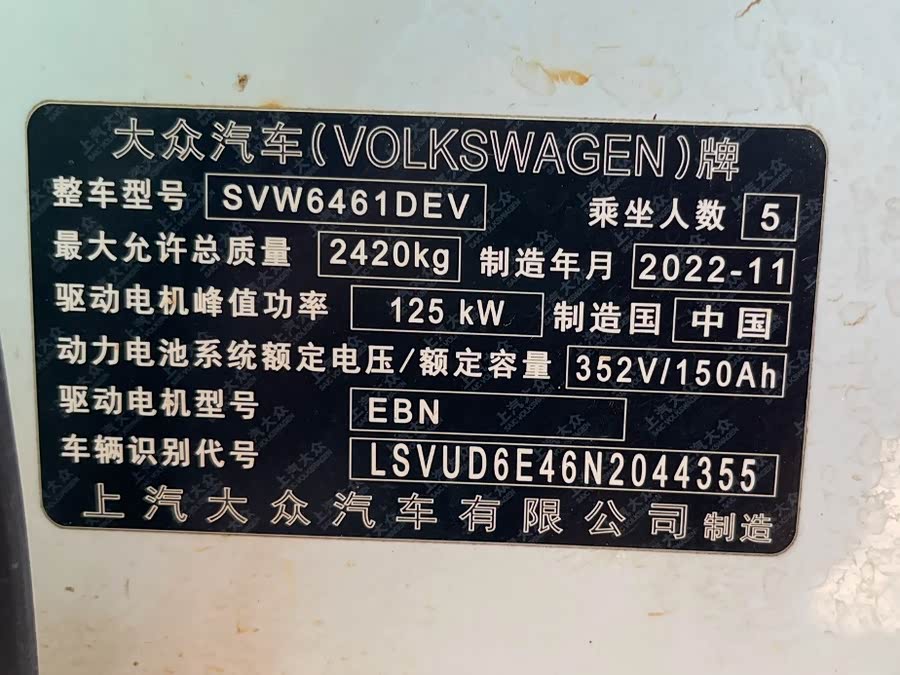 大众汽车(VOLKSWAGEN)牌
整车型号 SVW6461DEV 乘坐人数 5
最大允许总质量 2420kg 制造年月 2022-11
驱动电机峰值功率 125 kW 制造国 中国
动力电池系统额定电压/额定容量 352V/150Ah
驱动电机型号 EBN
车辆识别代号 LSVUD6E46N2044355
上汽大众汽车有限公司 制造